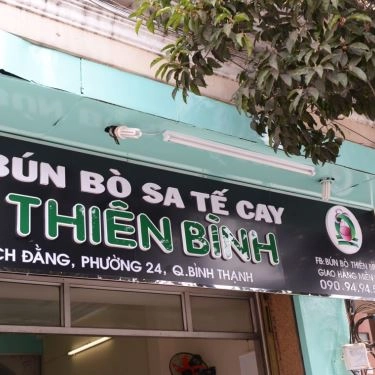 BÚN BÒ SA TẾ CAY
THIÊN BÌNH
CH ĐẰNG, PHƯỜNG 24, Q.BÌNH THẠNH
FB:BÚN BÒ THIÊN
GIAO HÀNG MIỄN
090.94.94.5